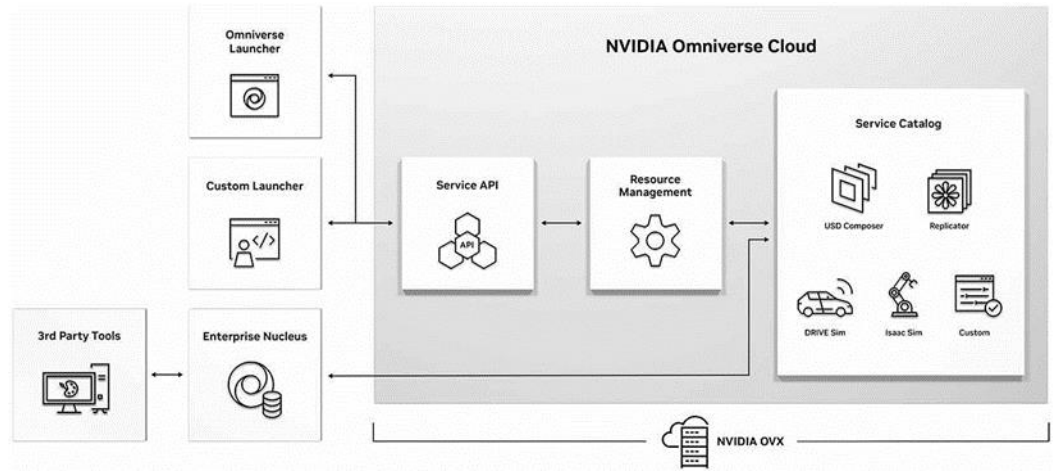 Omniverse
Launcher
NVIDIA Omniverse Cloud
Custom Launcher
Service API
API
Resource
Management
Service Catalog
USD Composer
Replicator
DRIVE Sim
Isaac Sim
Custom
3rd Party Tools
Enterprise Nucleus
</>
NVIDIA OVX